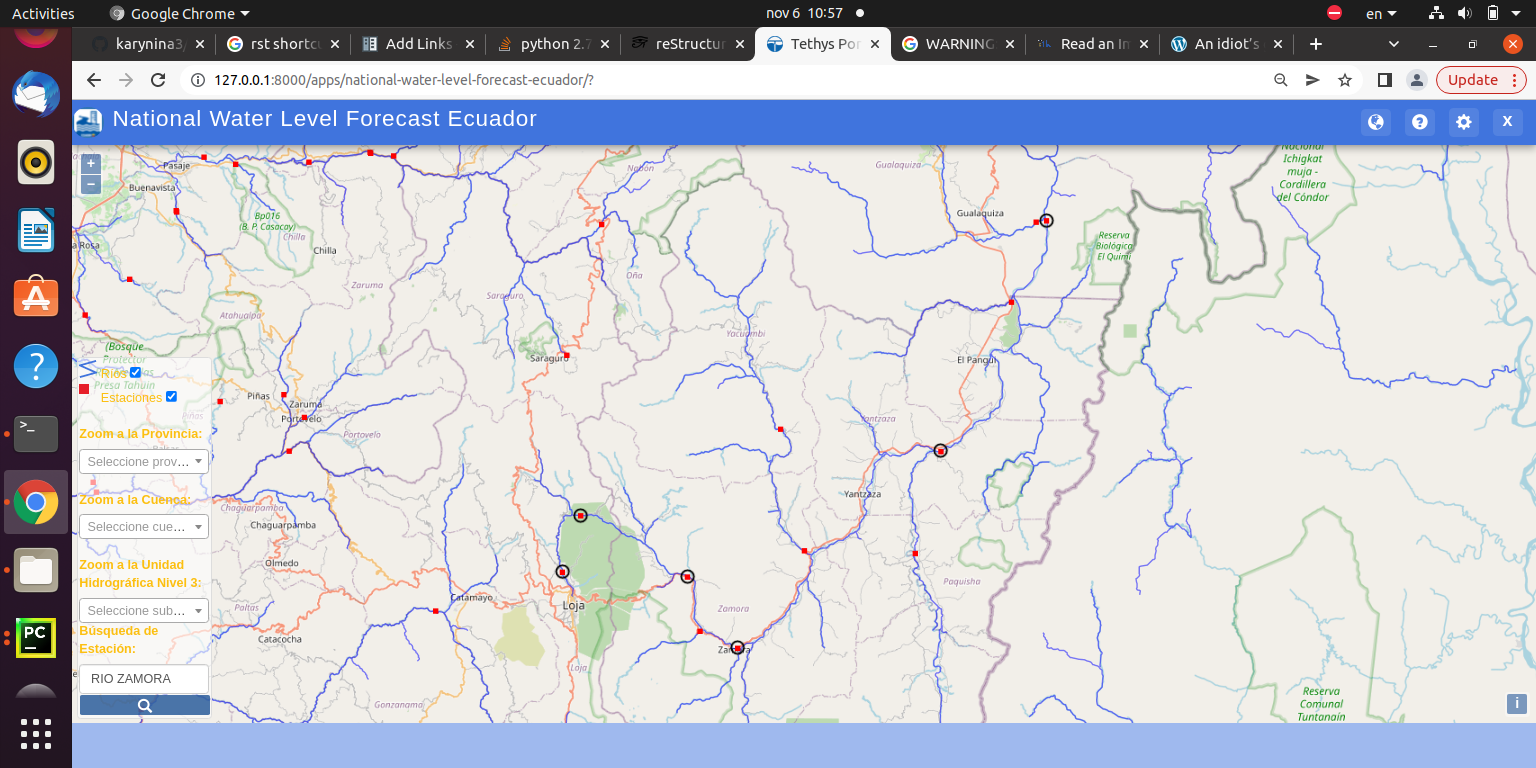 Activities
Google Chrome
nov 6 10:57
en
karynina3/
rst shortcu
Add Links
python 2.7
reStructur
Tethys Por
WARNING
Read an Im
An idiot's
127.0.0.1:8000/apps/national-water-level-forecast-ecuador/?
Update
National Water Level Forecast Ecuador
X
+
−
Pasaje
Buenavista
Nabón
Gualaquiza
Ichigkat
muja -
Cordillera
del Cóndor
Bp016
(B. P. Casacay)
Chilla
Chilla
Gualaquiza
Reserva
Biológica
El Quimi
a Rosa
Oña
Zaruma
Saraguro
Atahualpa
Yacuambi
(Bosque
Protector
Presa Tahuín
Saraguro
El Pangui
Ríos
Estaciones
Piñas
Zaruma
Portovelo
Piñas
Portovelo
Yantzaza
Zoom a la Provincia:
Seleccione prov...
Zoom a la Cuenca:
Chaguarpamba
Yantzaza
Seleccione cue...
Chaguarpamba
Olmedo
Zoom a la Unidad
Hidrográfica Nivel 3:
Paquisha
Seleccione sub...
Paltas
Catamayo
Loja
Zamora
Búsqueda de
Estación:
Catacocha
Zamora
Loja
RIO ZAMORA
Gonzanamá
Reserva
Comunal
Tuntanain
i
>_
PC